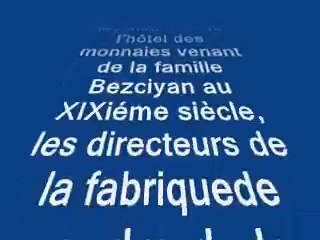 l'hôtel des
monnaies venant
de la famille
Bezciyan au
XIXiéme siècle,
les directeurs de
la fabriquede